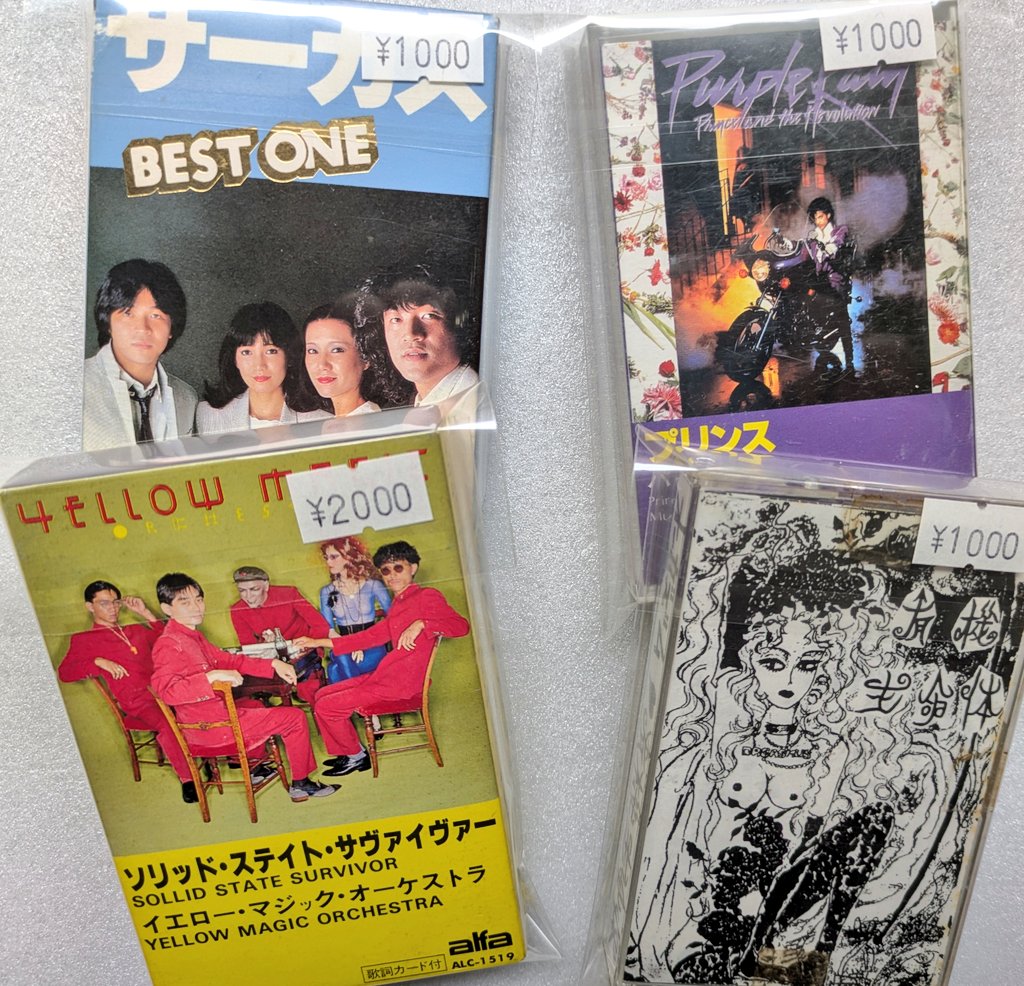 サーカス
¥1000
BEST ONE
¥1000
Purple Rain
Prince and the Revolution
プリンス
YELLOW MAGIC
ORCHES
¥2000
ソリッド・ステイト・サヴァイヴァー
SOLLID STATE SURVIVOR
イエロー・マジック・オーケストラ
YELLOW MAGIC ORCHESTRA
歌詞カード付
alfa
ALC-1519
¥1000
有機
生命体